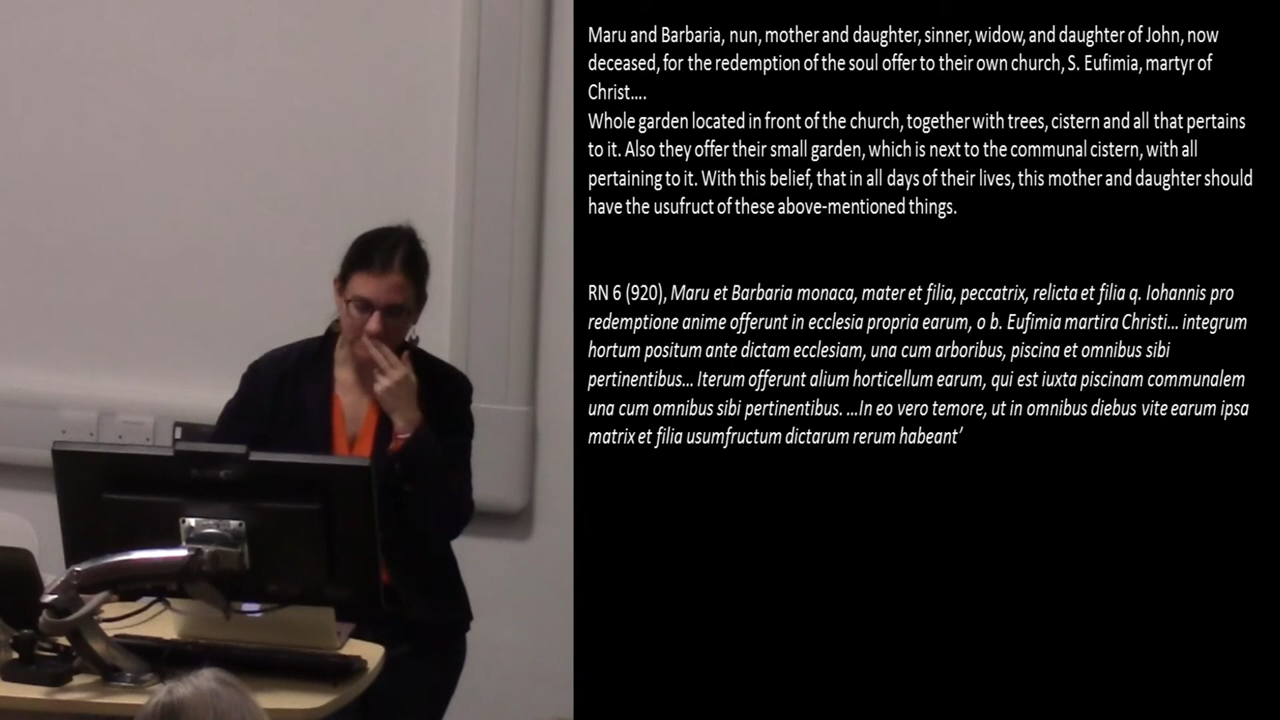 Maru and Barbaria, nun, mother and daughter, sinner, widow, and daughter of John, now
deceased, for the redemption of the soul offer to their own church, S. Eufimia, martyr of
Christ....
Whole garden located in front of the church, together with trees, cistern and all that pertains
to it. Also they offer their small garden, which is next to the communal cistern, with all
pertaining to it. With this belief, that in all days of their lives, this mother and daughter should
have the usufruct of these above-mentioned things.
RN 6 (920), Maru et Barbaria monaca, mater et filia, peccatrix, relicta et filia q. Iohannis pro
redemptione anime offerunt in ecclesia propria earum, a b. Eufimia martira Christi... integrum
hortum positum ante dictam ecclesiam, una cum arboribus, piscina et omnibus sibi
pertinentibus... Iterum offerunt alium horticellum earum, qui est iuxta piscinam communalem
una cum omnibus sibi pertinentibus. ...In eo vero temore, ut in omnibus diebus vite earum ipsa
matrix et filia usumfructum dictarum rerum habeant’